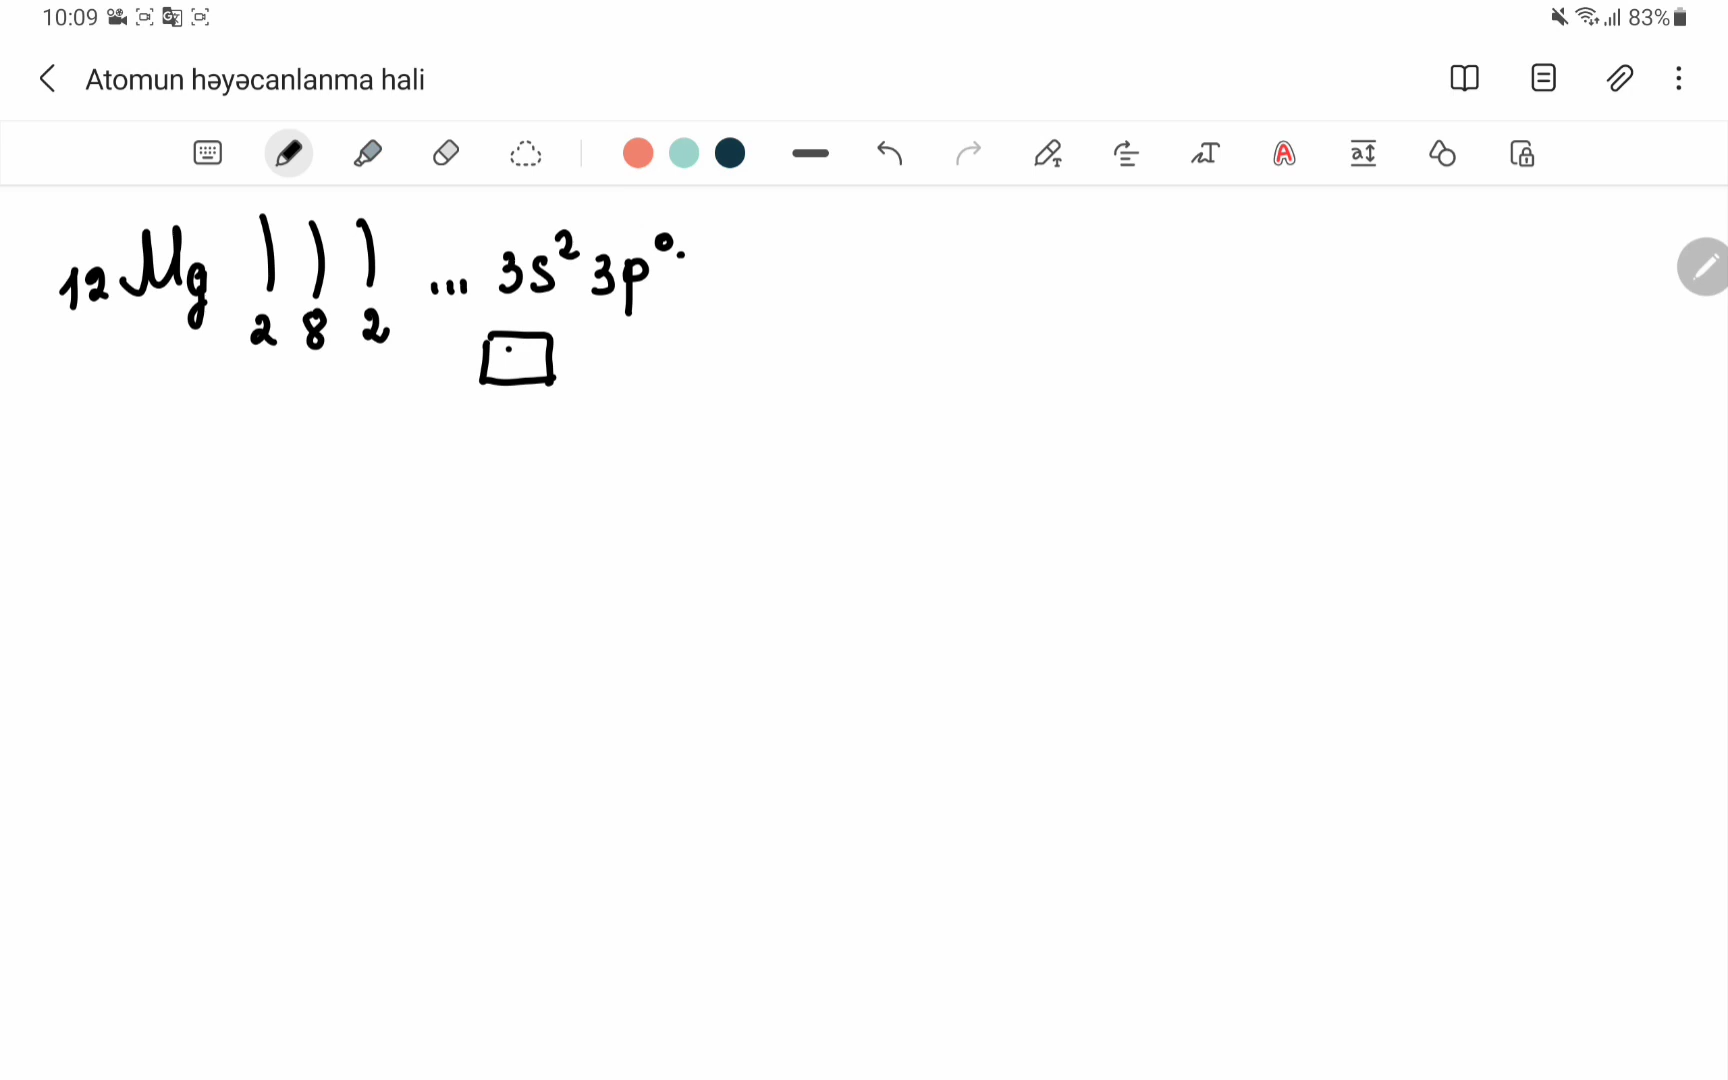 10:09 83%
Atomun həyəcanlanma hali
₁₂Mg ) ) ) ... 3s² 3p⁰.
2 8 2